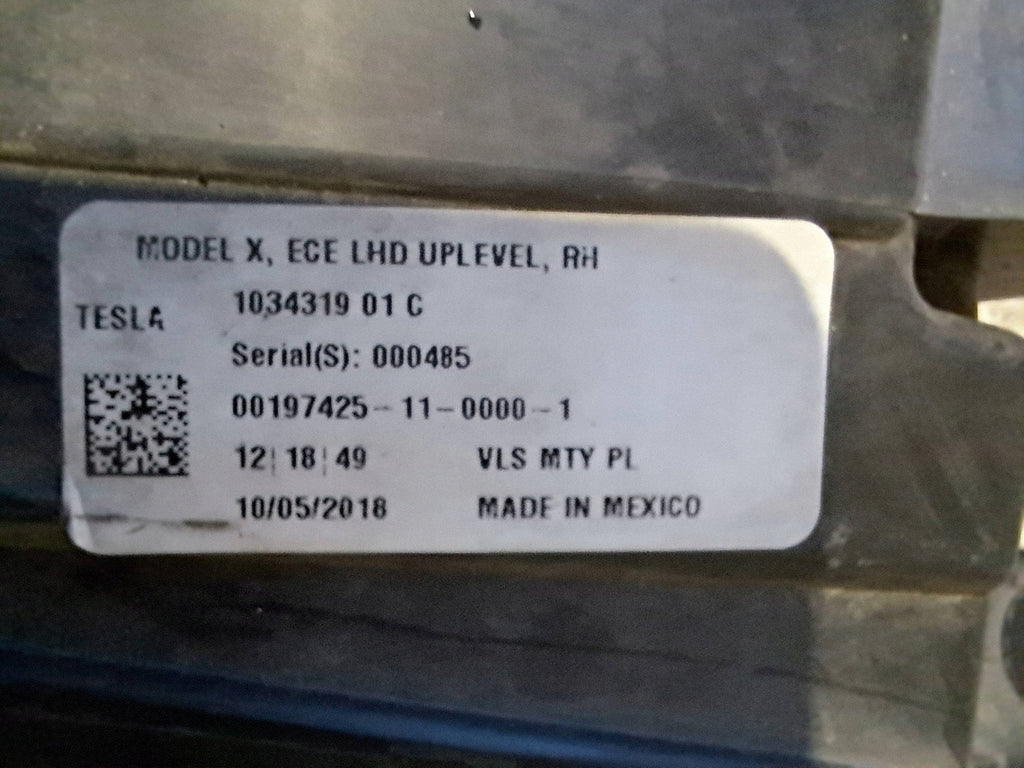 MODEL X, ECE LHD UPLEVEL, RH
1034319 01 C
TESLA
Serial(S): 000485
00197425-11-0000-1
12|18|49 VLS MTY PL
10/05/2018 MADE IN MEXICO